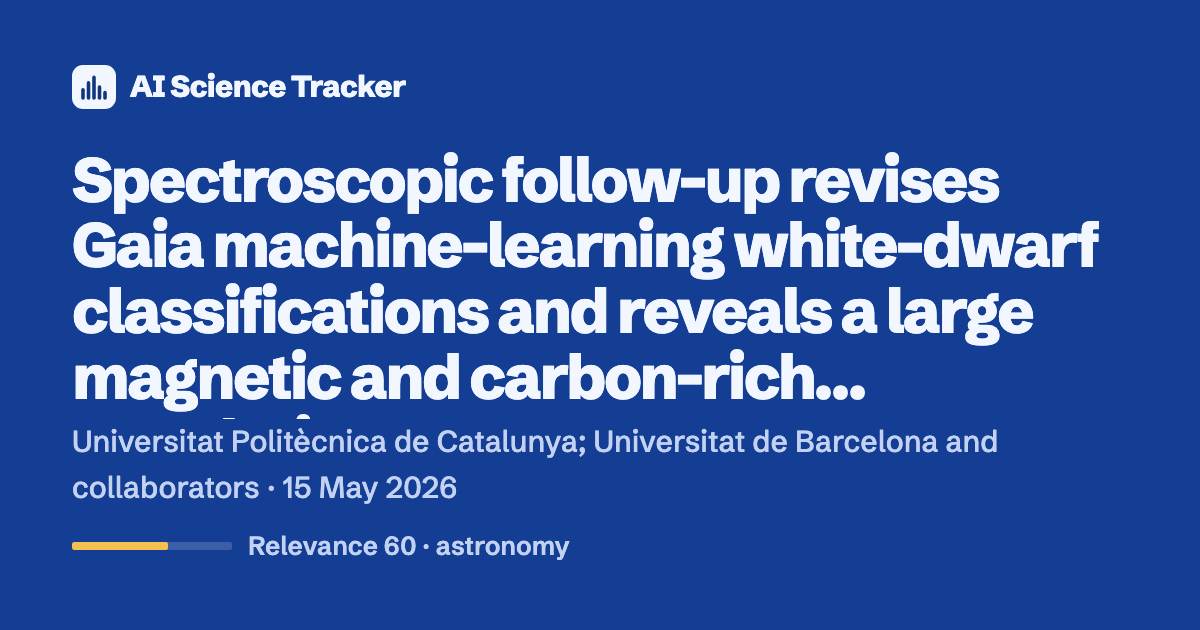 AI Science Tracker
Spectroscopic follow-up revises
Gaia machine-learning white-dwarf
classifications and reveals a large
magnetic and carbon-rich...
Universitat Politècnica de Catalunya; Universitat de Barcelona and
collaborators · 15 May 2026
Relevance 60 · astronomy